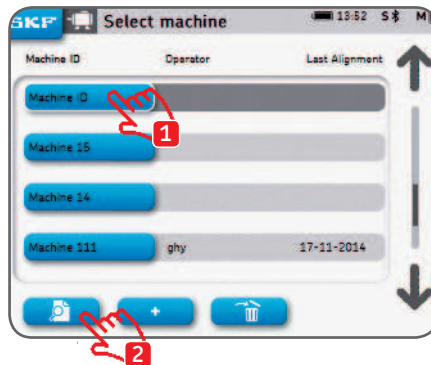 SKF Select machine 13:52 S M
Machine ID Operator Last Alignment
Machine ID
1
Machine 15
Machine 14
Machine 111 ghy 17-11-2014
+
2